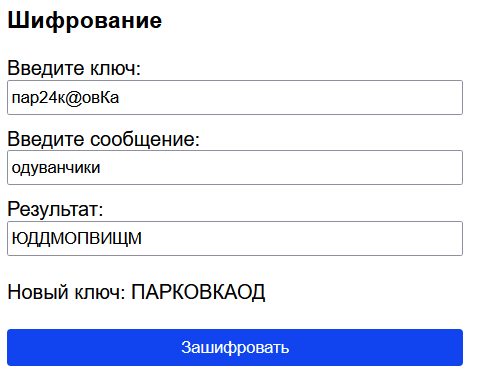 Шифрование
Введите ключ:
пар24к@овКа
Введите сообщение:
одуванчики
Результат:
ЮДДМОПВИЩМ
Новый ключ: ПАРКОВКАОД
Зашифровать